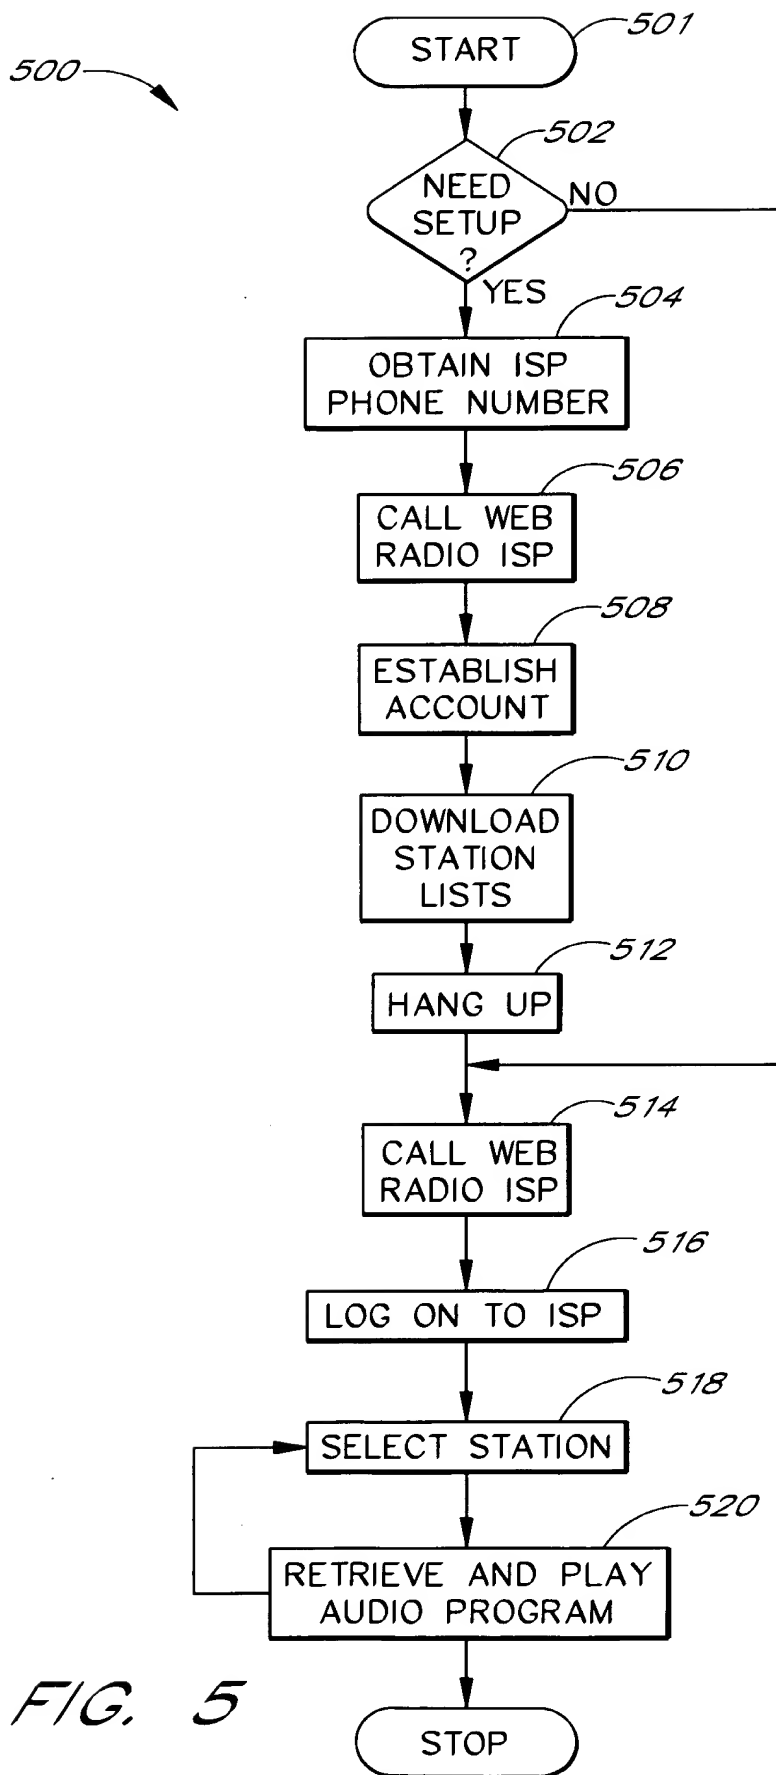 START
501
500
502
NEED
SETUP
?
NO
YES
504
OBTAIN ISP
PHONE NUMBER
506
CALL WEB
RADIO ISP
508
ESTABLISH
ACCOUNT
510
DOWNLOAD
STATION
LISTS
512
HANG UP
514
CALL WEB
RADIO ISP
516
LOG ON TO ISP
518
SELECT STATION
520
RETRIEVE AND PLAY
AUDIO PROGRAM
STOP
FIG. 5